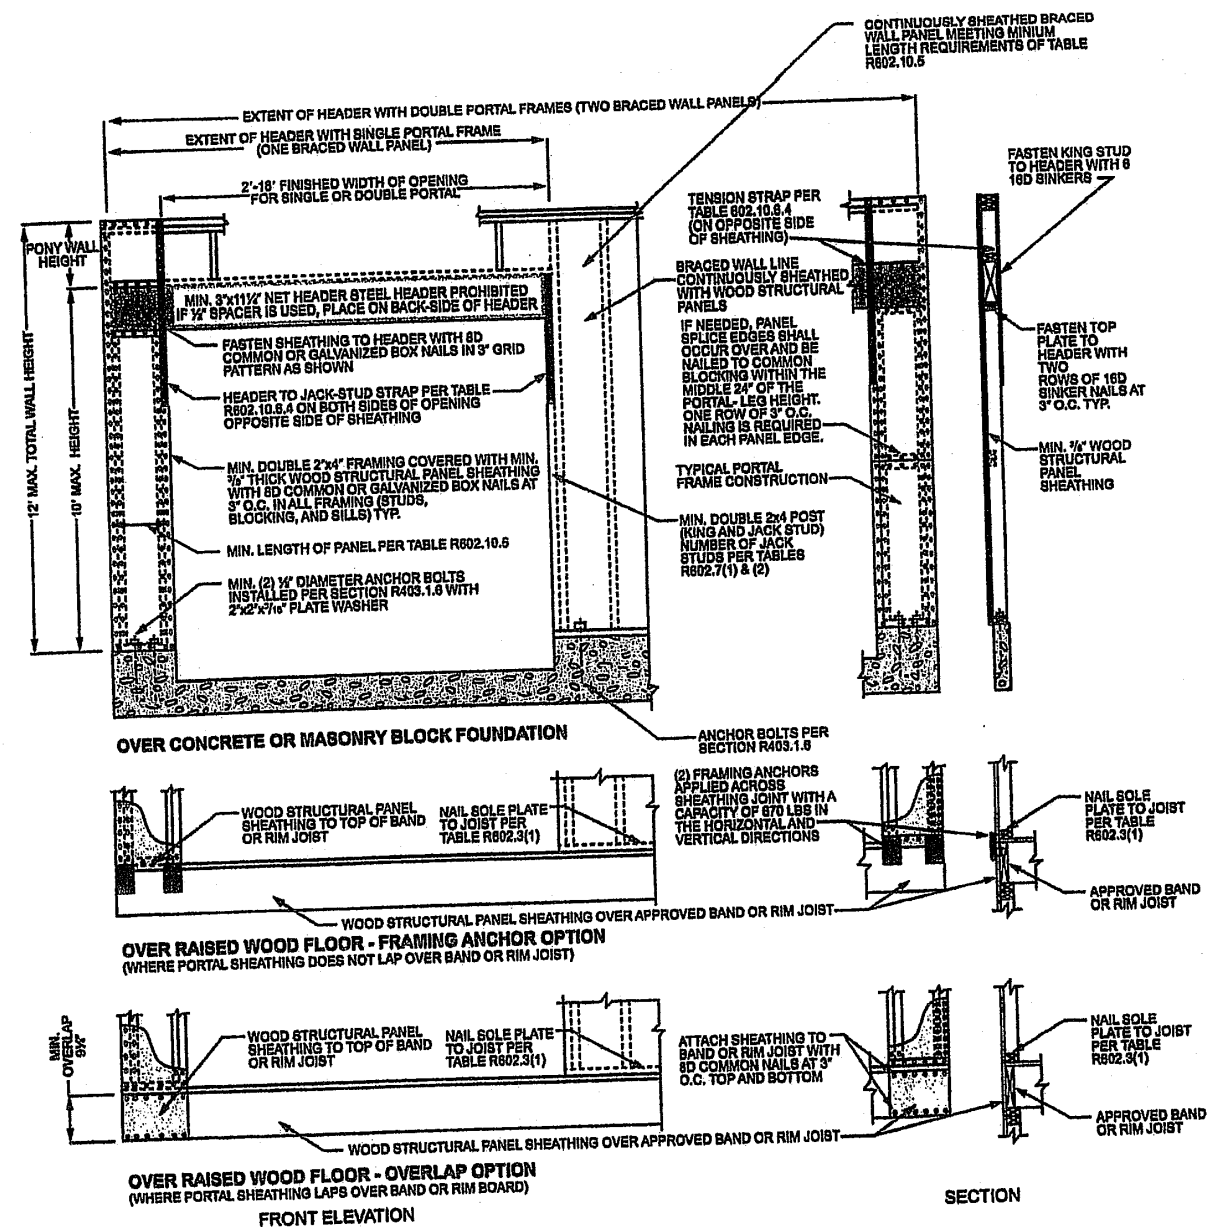 CONTINUOUSLY SHEATHED BRACED
WALL PANEL MEETING MINIUM
LENGTH REQUIREMENTS OF TABLE
R602.10.5
EXTENT OF HEADER WITH DOUBLE PORTAL FRAMES (TWO BRACED WALL PANELS)
EXTENT OF HEADER WITH SINGLE PORTAL FRAME
(ONE BRACED WALL PANEL)
2'-18' FINISHED WIDTH OF OPENING
FOR SINGLE OR DOUBLE PORTAL
FASTEN KING STUD
TO HEADER WITH 6
16D SINKERS
TENSION STRAP PER
TABLE 602.10.6.4
(ON OPPOSITE SIDE
OF SHEATHING)
PONY WALL
HEIGHT
BRACED WALL LINE
CONTINUOUSLY SHEATHED
WITH WOOD STRUCTURAL
PANELS
MIN. 3"x11¼" NET HEADER STEEL HEADER PROHIBITED
IF ½" SPACER IS USED, PLACE ON BACK-SIDE OF HEADER
FASTEN SHEATHING TO HEADER WITH 8D
COMMON OR GALVANIZED BOX NAILS IN 3" GRID
PATTERN AS SHOWN
IF NEEDED, PANEL
SPLICE EDGES SHALL
OCCUR OVER AND BE
NAILED TO COMMON
BLOCKING WITHIN THE
MIDDLE 24" OF THE
PORTAL- LEG HEIGHT.
ONE ROW OF 3" O.C.
NAILING IS REQUIRED
IN EACH PANEL EDGE.
FASTEN TOP
PLATE TO
HEADER WITH
TWO
ROWS OF 16D
SINKER NAILS AT
3" O.C. TYP.
HEADER TO JACK-STUD STRAP PER TABLE
R602.10.6.4 ON BOTH SIDES OF OPENING
OPPOSITE SIDE OF SHEATHING
12' MAX. TOTAL WALL HEIGHT
10' MAX. HEIGHT
MIN. DOUBLE 2"x4" FRAMING COVERED WITH MIN.
⅜" THICK WOOD STRUCTURAL PANEL SHEATHING
WITH 8D COMMON OR GALVANIZED BOX NAILS AT
3" O.C. IN ALL FRAMING (STUDS,
BLOCKING, AND SILLS) TYP.
TYPICAL PORTAL
FRAME CONSTRUCTION
MIN. ⅜" WOOD
STRUCTURAL
PANEL
SHEATHING
MIN. LENGTH OF PANEL PER TABLE R602.10.5
MIN. DOUBLE 2x4 POST
(KING AND JACK STUD)
NUMBER OF JACK
STUDS PER TABLES
R602.7(1) & (2)
MIN. (2) ½" DIAMETER ANCHOR BOLTS
INSTALLED PER SECTION R403.1.6 WITH
2"x2"x³/₁₆" PLATE WASHER
OVER CONCRETE OR MASONRY BLOCK FOUNDATION
ANCHOR BOLTS PER
SECTION R403.1.6
WOOD STRUCTURAL PANEL
SHEATHING TO TOP OF BAND
OR RIM JOIST
NAIL SOLE PLATE
TO JOIST PER
TABLE R602.3(1)
(2) FRAMING ANCHORS
APPLIED ACROSS
SHEATHING JOINT WITH A
CAPACITY OF 670 LBS IN
THE HORIZONTAL AND
VERTICAL DIRECTIONS
NAIL SOLE
PLATE TO JOIST
PER TABLE
R602.3(1)
APPROVED BAND
OR RIM JOIST
WOOD STRUCTURAL PANEL SHEATHING OVER APPROVED BAND OR RIM JOIST
OVER RAISED WOOD FLOOR - FRAMING ANCHOR OPTION
(WHERE PORTAL SHEATHING DOES NOT LAP OVER BAND OR RIM JOIST)
MIN.
OVERLAP
9¼"
WOOD STRUCTURAL PANEL
SHEATHING TO TOP OF BAND
OR RIM JOIST
NAIL SOLE PLATE
TO JOIST PER
TABLE R602.3(1)
ATTACH SHEATHING TO
BAND OR RIM JOIST WITH
8D COMMON NAILS AT 3"
O.C. TOP AND BOTTOM
NAIL SOLE
PLATE TO JOIST
PER TABLE
R602.3(1)
APPROVED BAND
OR RIM JOIST
WOOD STRUCTURAL PANEL SHEATHING OVER APPROVED BAND OR RIM JOIST
OVER RAISED WOOD FLOOR - OVERLAP OPTION
(WHERE PORTAL SHEATHING LAPS OVER BAND OR RIM BOARD)
FRONT ELEVATION
SECTION